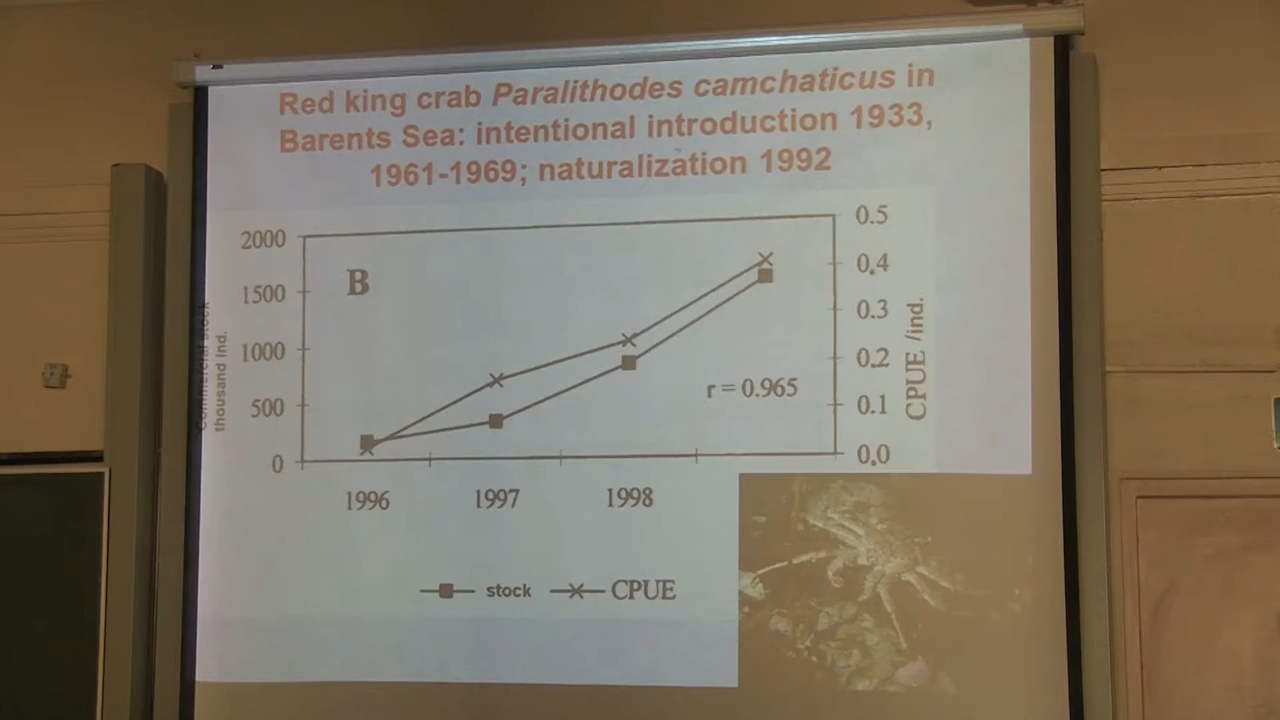 Red king crab Paralithodes camchaticus in
Barents Sea: intentional introduction 1933,
1961-1969; naturalization 1992
B
2000
1500
1000
500
0
0.5
0.4
0.3
0.2
0.1
0.0
thousand ind.
CPUE /ind.
r = 0.965
1996 1997 1998
stock CPUE